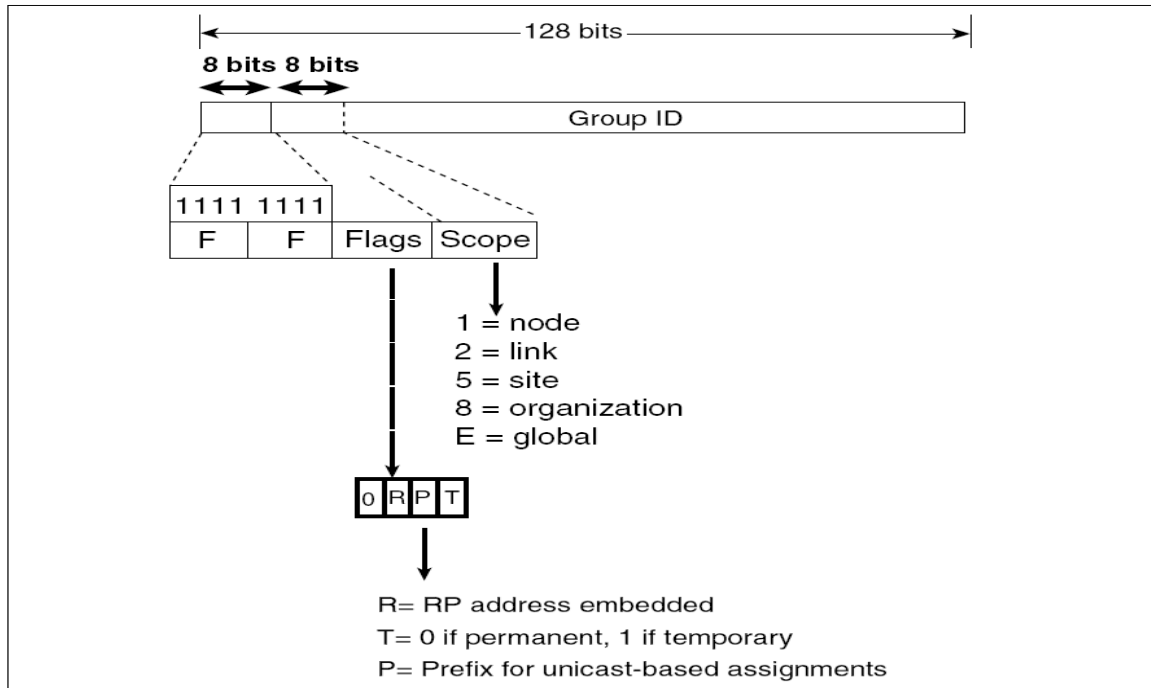 128 bits
8 bits 8 bits
Group ID
1111 1111
F F Flags Scope
1 = node
2 = link
5 = site
8 = organization
E = global
0 R P T
R= RP address embedded
T= 0 if permanent, 1 if temporary
P= Prefix for unicast-based assignments